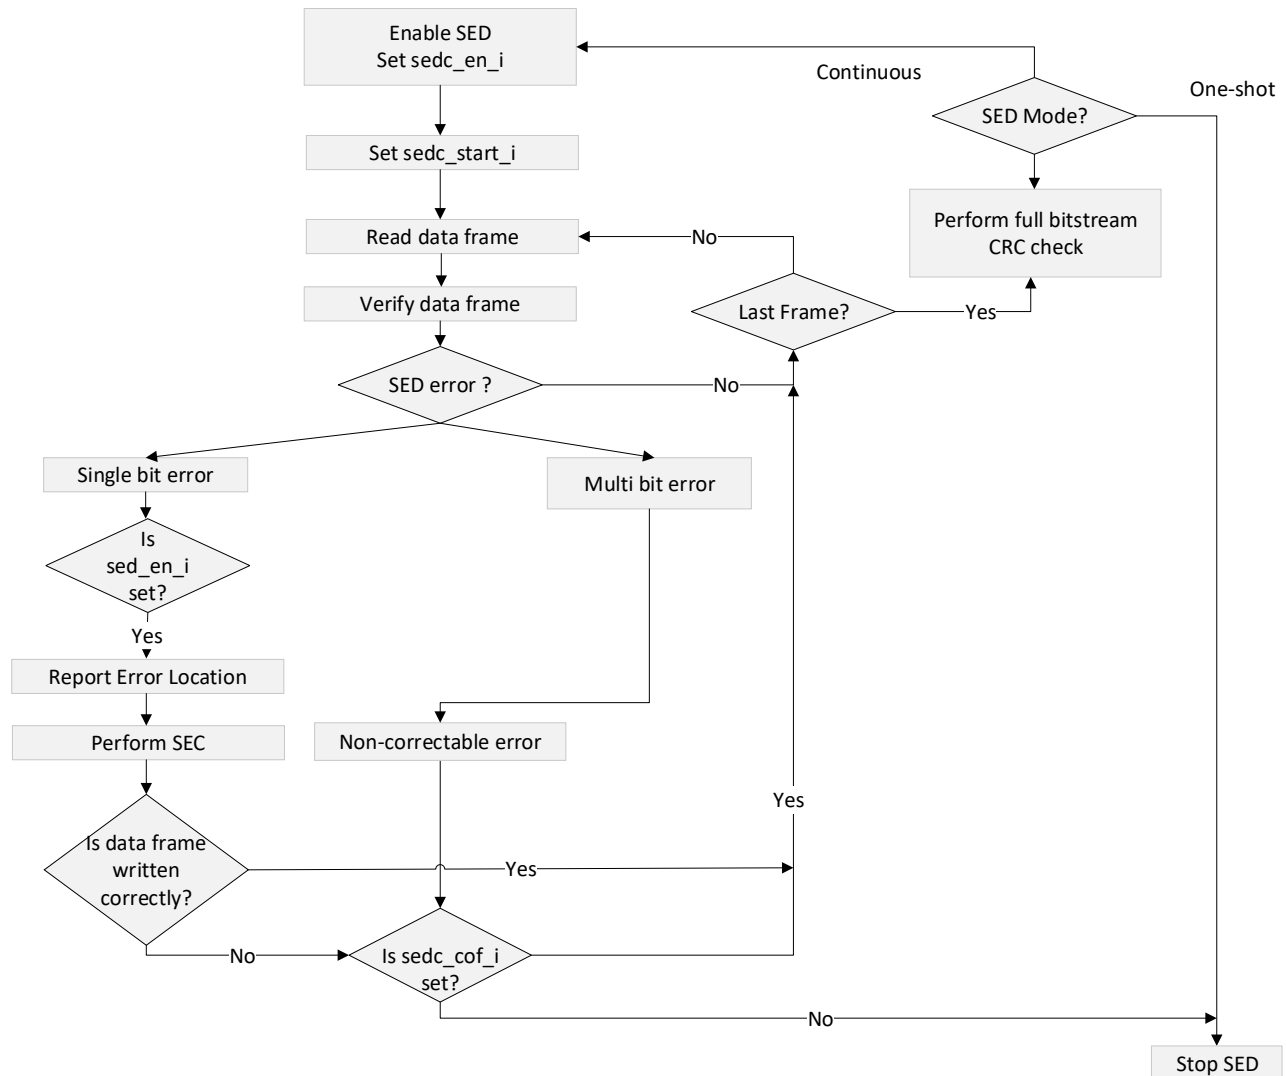 Enable SED
Set sedc_en_i
Continuous
One-shot
SED Mode?
Set sedc_start_i
Read data frame
No
Perform full bitstream
CRC check
Verify data frame
Last Frame?
Yes
SED error ?
No
Single bit error
Multi bit error
Is
sed_en_i
set?
Yes
Report Error Location
Perform SEC
Non-correctable error
Yes
Is data frame
written
correctly?
Yes
No
Is sedc_cof_i
set?
No
Stop SED